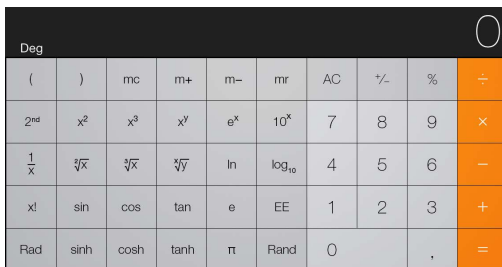 0
Deg
( ) mc m+ m− mr AC +/− % ÷
2ⁿᵈ x² x³ xʸ eˣ 10ˣ 7 8 9 ×
1/x ²√x ³√x ˣ√y ln log₁₀ 4 5 6 −
x! sin cos tan e EE 1 2 3 +
Rad sinh cosh tanh π Rand 0 , =